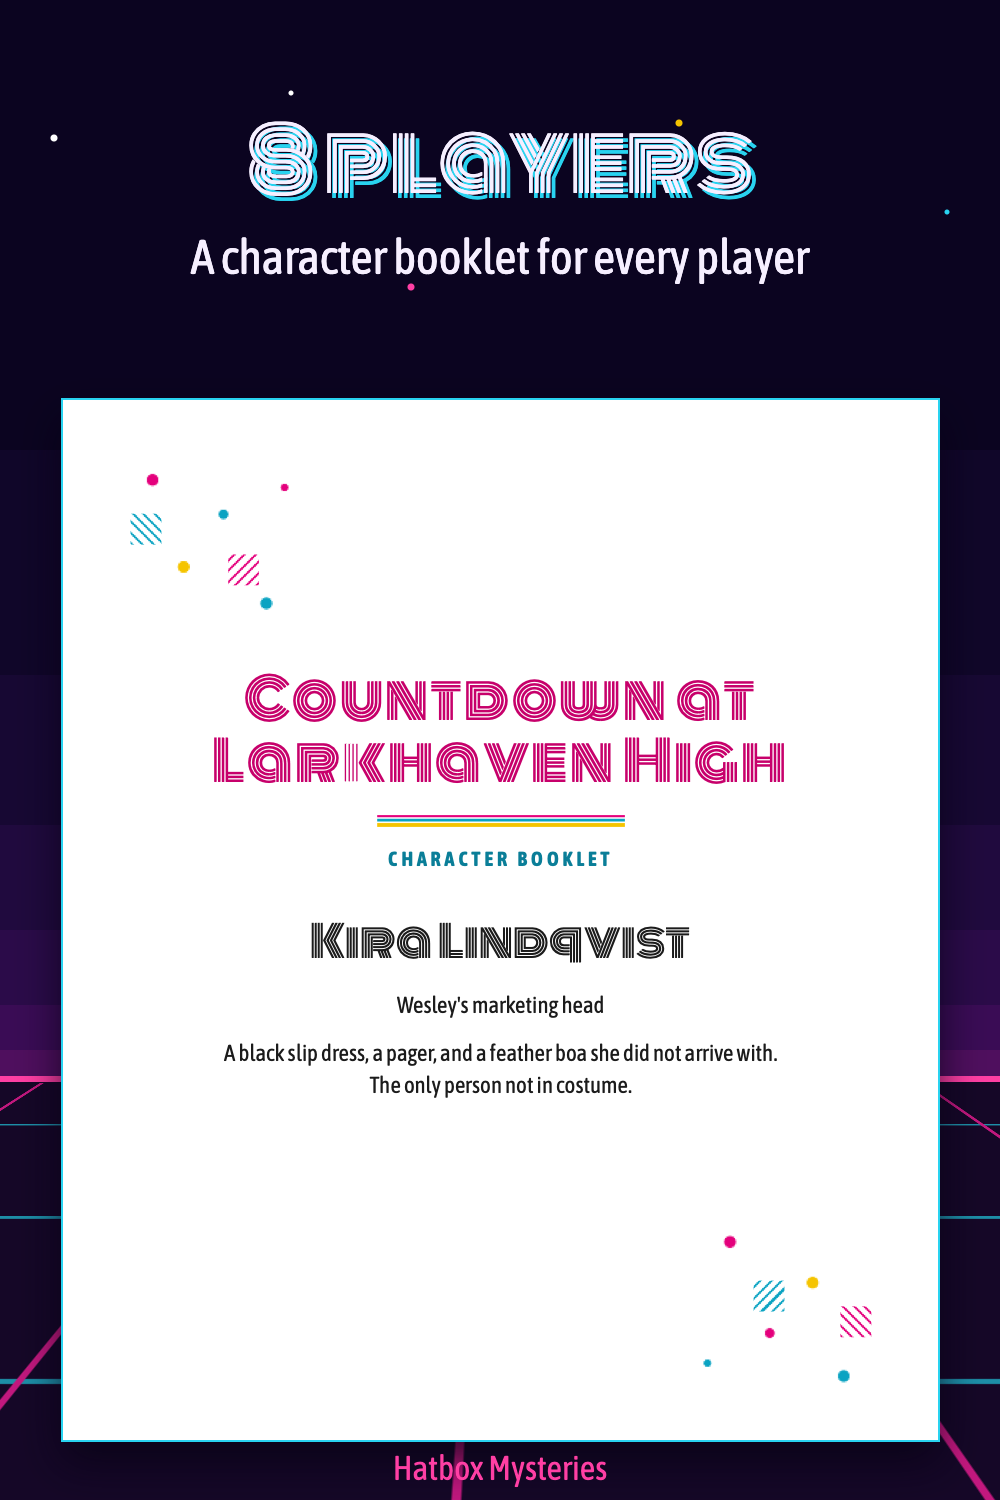 8 Players
A character booklet for every player
Countdown at
Larkhaven High
CHARACTER BOOKLET
Kira Lindqvist
Wesley's marketing head
A black slip dress, a pager, and a feather boa she did not arrive with.
The only person not in costume.
Hatbox Mysteries